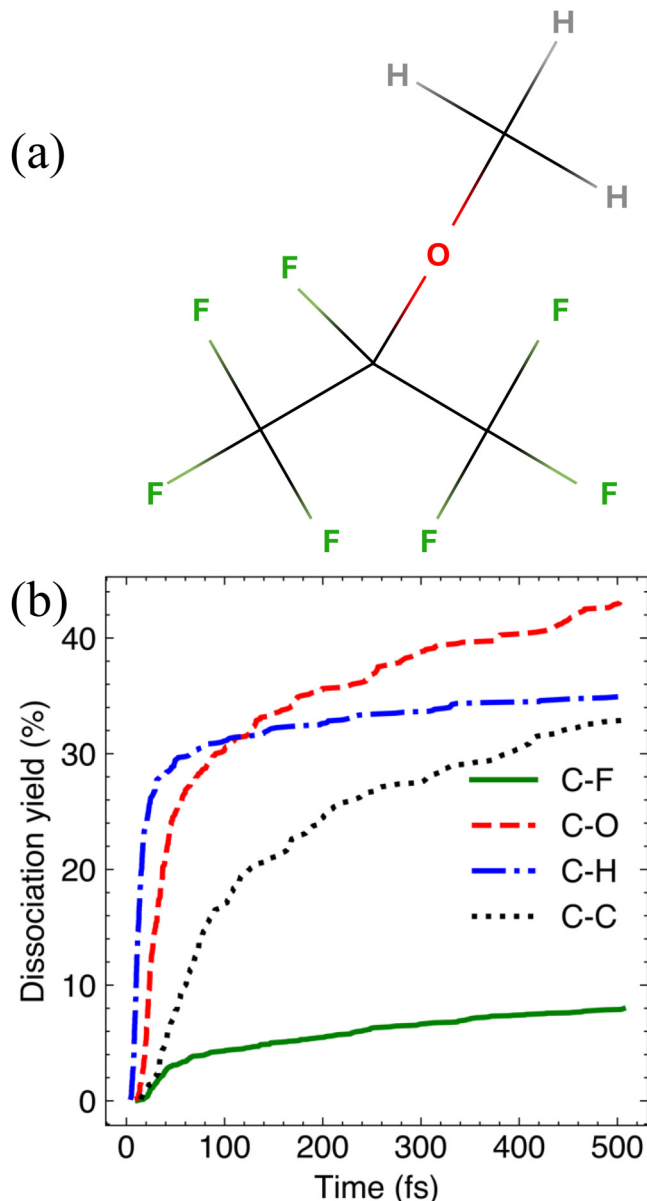 (a)
H
H
H
O
F
F
F
F
F
F
F
(b)
Dissociation yield (%)
40
30
20
10
0
C-F
C-O
C-H
C-C
0 100 200 300 400 500
Time (fs)